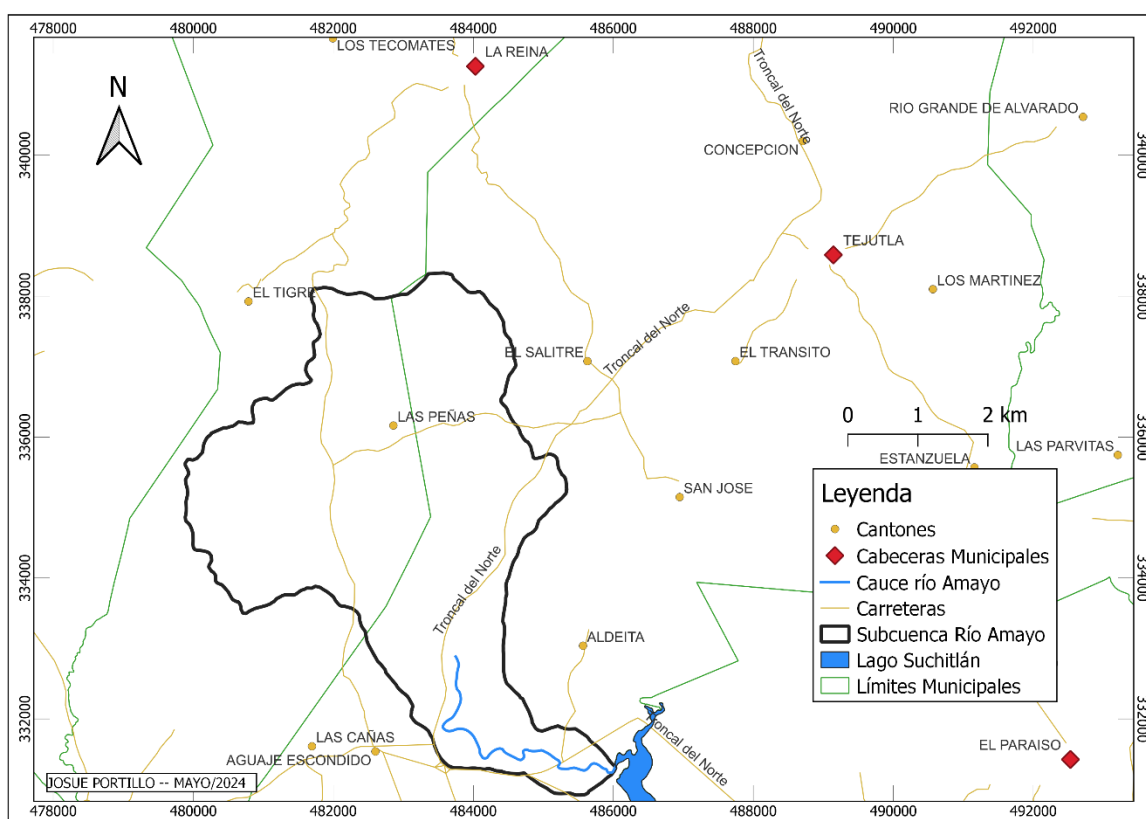 478000 480000 482000 484000 486000 488000 490000 492000
LOS TECOMATES
LA REINA
N
Troncal del Norte
RIO GRANDE DE ALVARADO
CONCEPCION
340000
340000
TEJUTLA
EL TIGRE
LOS MARTINEZ
338000
338000
Troncal del Norte
EL SALITRE
EL TRANSITO
LAS PEÑAS
0 1 2 km
336000
336000
ESTANZUELA
LAS PARVITAS
SAN JOSE
Leyenda
Cantones
Cabeceras Municipales
Cauce río Amayo
Carreteras
Subcuenca Río Amayo
Lago Suchitlán
Límites Municipales
334000
334000
Troncal del Norte
ALDEITA
332000
332000
LAS CAÑAS
AGUAJE ESCONDIDO
Troncal del Norte
EL PARAISO
JOSUE PORTILLO -- MAYO/2024
478000 480000 482000 484000 486000 488000 490000 492000